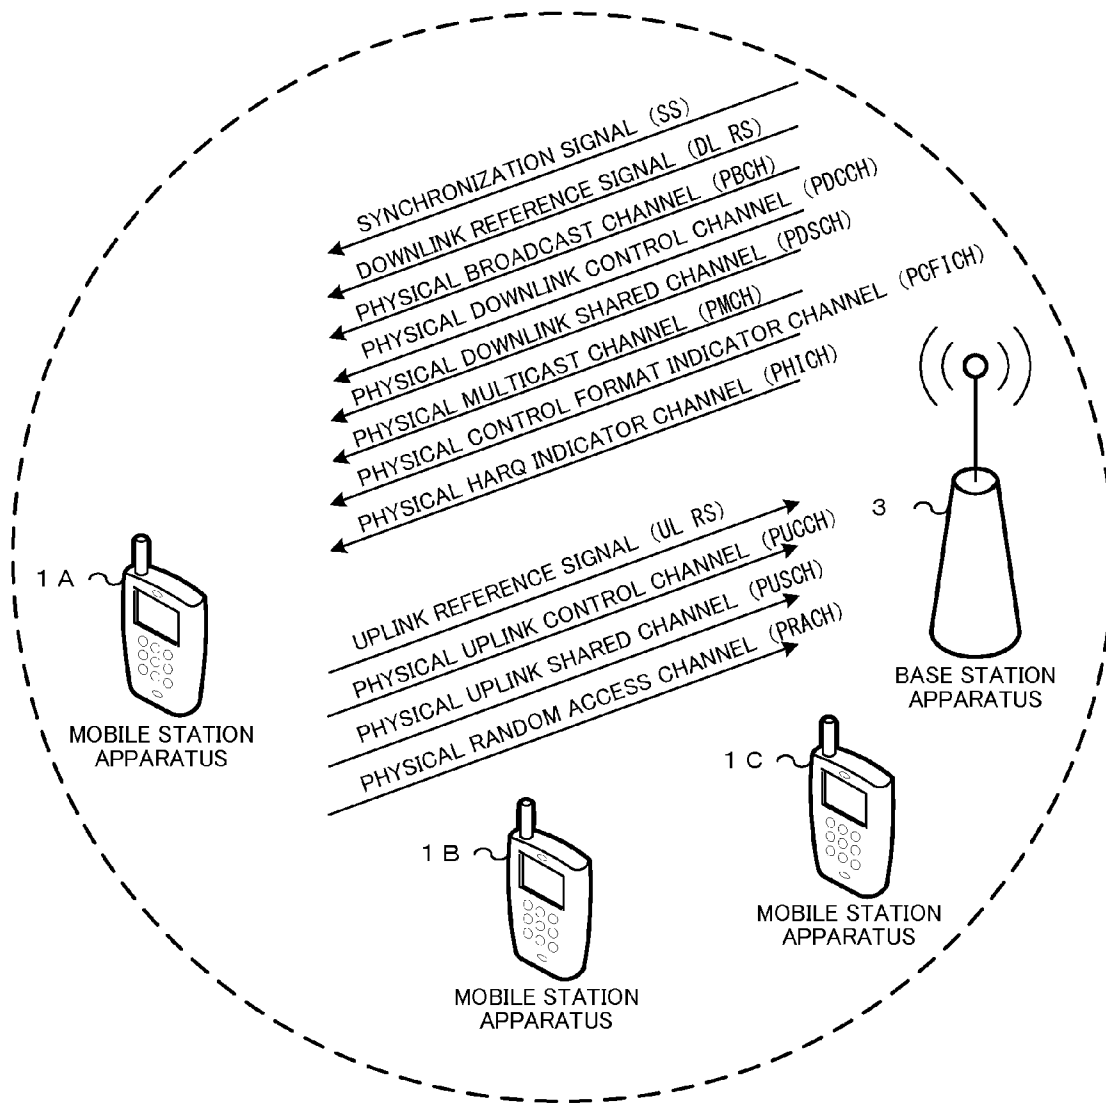 SYNCHRONIZATION SIGNAL (SS)
DOWNLINK REFERENCE SIGNAL (DL RS)
PHYSICAL BROADCAST CHANNEL (PBCH)
PHYSICAL DOWNLINK CONTROL CHANNEL (PDCCH)
PHYSICAL DOWNLINK SHARED CHANNEL (PDSCH)
PHYSICAL MULTICAST CHANNEL (PMCH)
PHYSICAL CONTROL FORMAT INDICATOR CHANNEL (PCFICH)
PHYSICAL HARQ INDICATOR CHANNEL (PHICH)
UPLINK REFERENCE SIGNAL (UL RS)
PHYSICAL UPLINK CONTROL CHANNEL (PUCCH)
PHYSICAL UPLINK SHARED CHANNEL (PUSCH)
PHYSICAL RANDOM ACCESS CHANNEL (PRACH)
3
BASE STATION
APPARATUS
1A
MOBILE STATION
APPARATUS
1B
MOBILE STATION
APPARATUS
1C
MOBILE STATION
APPARATUS